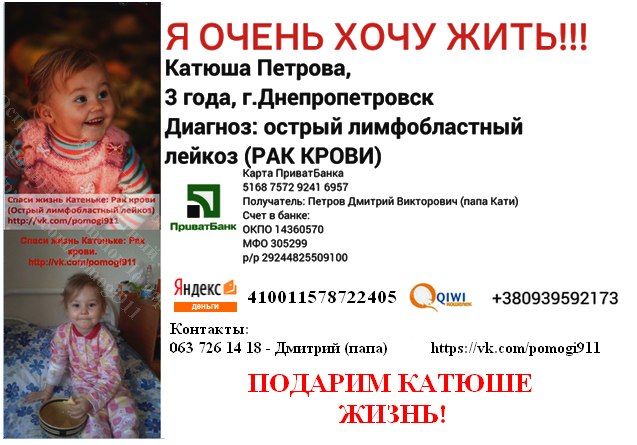 Я ОЧЕНЬ ХОЧУ ЖИТЬ!!!
Катюша Петрова,
3 года, г.Днепропетровск
Диагноз: острый лимфобластный
лейкоз (РАК КРОВИ)
Карта ПриватБанка
5168 7572 9241 6957
Получатель: Петров Дмитрий Викторович (папа Кати)
Счет в банке:
ОКПО 14360570
МФО 305299
р/р 29244825509100
ПриватБанк
Спаси жизнь Катеньке: Рак крови
(Острый лимфобластный лейкоз)
http://vk.com/pomogi911
Спаси жизнь Катеньке: Рак
крови.
http://vk.com/pomogi911
Яндекс
деньги
410011578722405
QIWI
кошелек
+380939592173
Контакты:
063 726 14 18 - Дмитрий (папа)
https://vk.com/pomogi911
ПОДАРИМ КАТЮШЕ
ЖИЗНЬ!